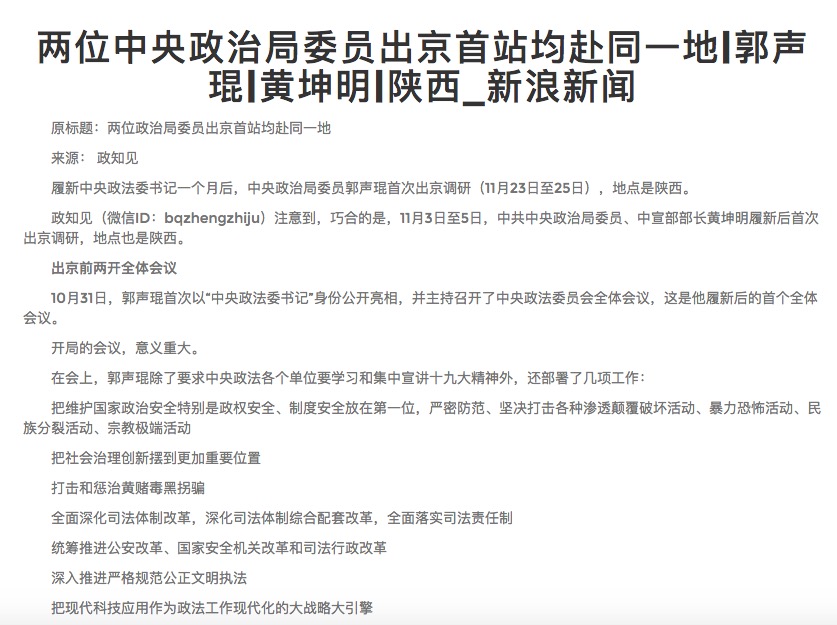 两位中央政治局委员出京首站均赴同一地|郭声
琨|黄坤明|陕西_新浪新闻
原标题：两位政治局委员出京首站均赴同一地
来源： 政知见
履新中央政法委书记一个月后，中央政治局委员郭声琨首次出京调研（11月23日至25日），地点是陕西。
政知见（微信ID：bqzhengzhiju）注意到，巧合的是，11月3日至5日，中共中央政治局委员、中宣部部长黄坤明履新后首次
出京调研，地点也是陕西。
出京前两开全体会议
10月31日，郭声琨首次以“中央政法委书记”身份公开亮相，并主持召开了中央政法委员会全体会议，这是他履新后的首个全体
会议。
开局的会议，意义重大。
在会上，郭声琨除了要求中央政法各个单位要学习和集中宣讲十九大精神外，还部署了几项工作：
把维护国家政治安全特别是政权安全、制度安全放在第一位，严密防范、坚决打击各种渗透颠覆破坏活动、暴力恐怖活动、民
族分裂活动、宗教极端活动
把社会治理创新摆到更加重要位置
打击和惩治黄赌毒黑拐骗
全面深化司法体制改革，深化司法体制综合配套改革，全面落实司法责任制
统筹推进公安改革、国家安全机关改革和司法行政改革
深入推进严格规范公正文明执法
把现代科技应用作为政法工作现代化的大战略大引擎